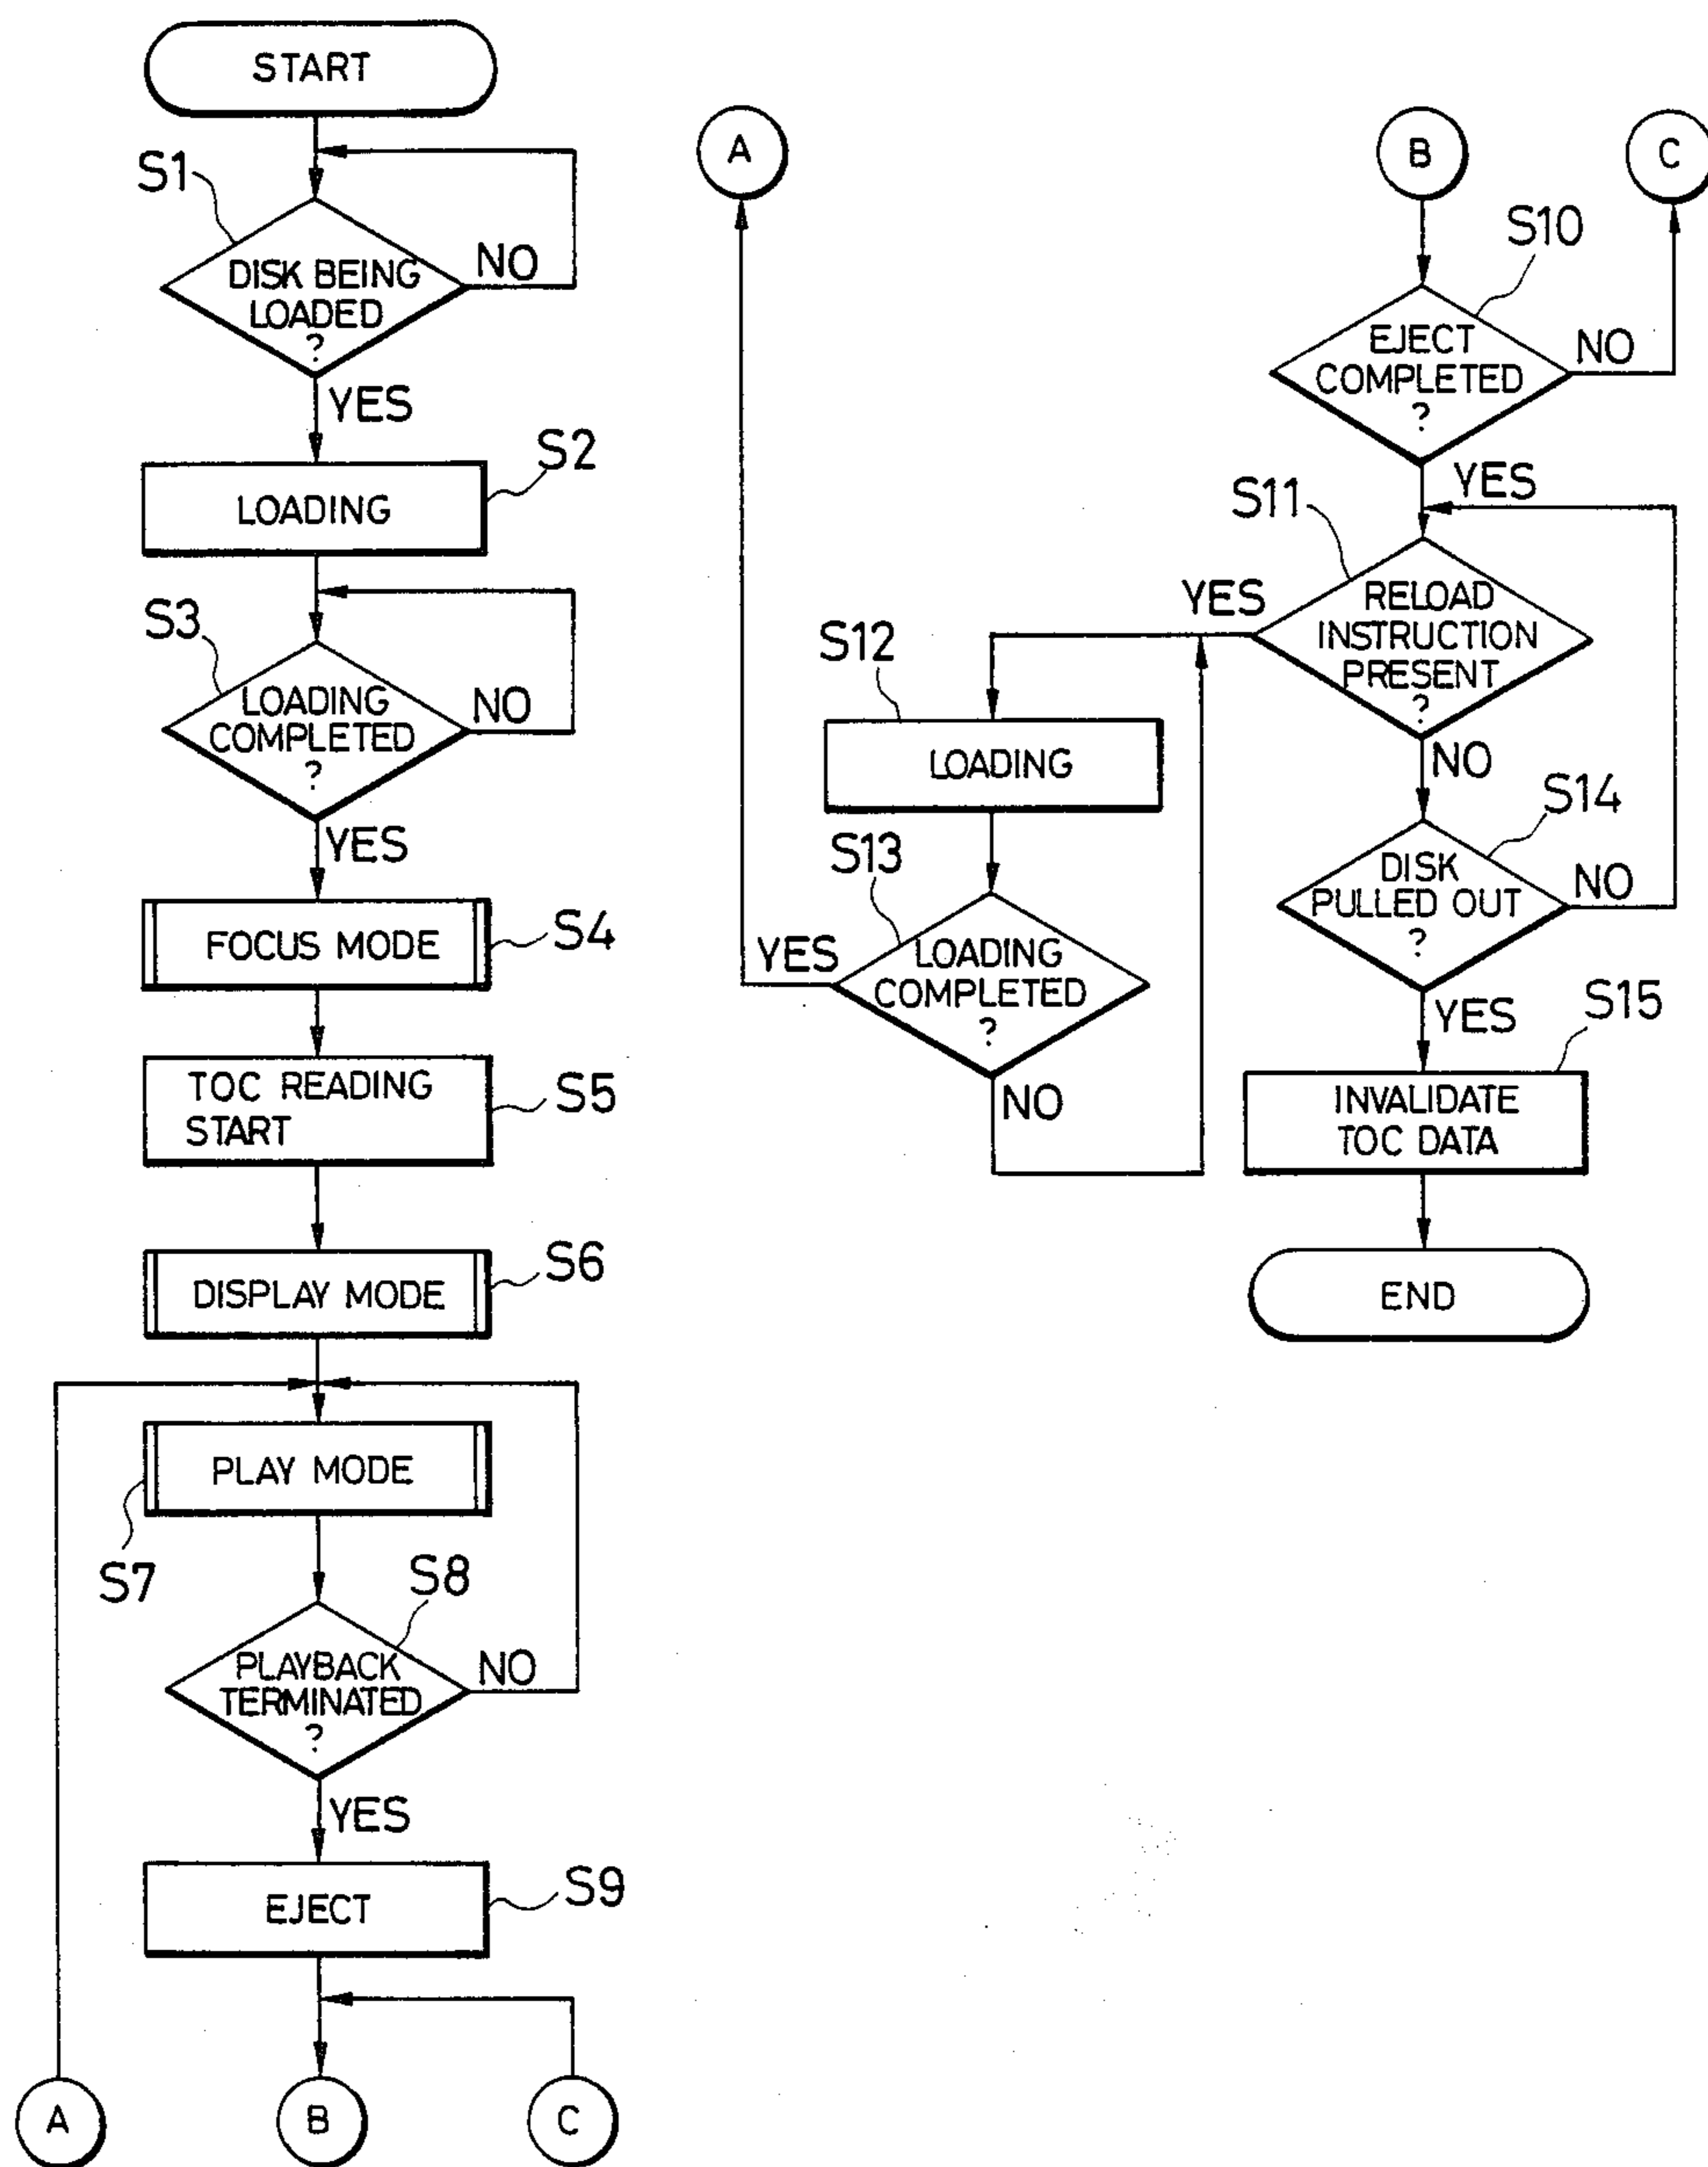 START
S1
DISK BEING
LOADED
?
NO
YES
S2
LOADING
S3
LOADING
COMPLETED
?
NO
YES
FOCUS MODE
S4
TOC READING
START
S5
DISPLAY MODE
S6
PLAY MODE
S7
S8
PLAYBACK
TERMINATED
?
NO
YES
EJECT
S9
A
B
C
A
B
C
S10
EJECT
COMPLETED
?
NO
YES
S11
RELOAD
INSTRUCTION
PRESENT
?
YES
NO
S12
LOADING
S13
LOADING
COMPLETED
?
YES
NO
S14
DISK
PULLED OUT
?
NO
YES
S15
INVALIDATE
TOC DATA
END